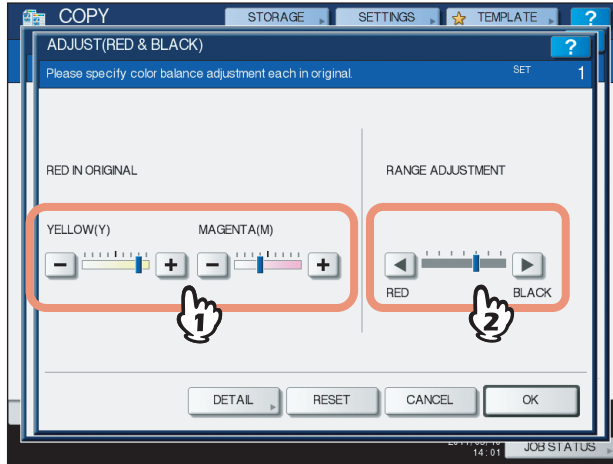 COPY
STORAGE SETTINGS TEMPLATE ?
ADJUST(RED & BLACK) ?
Please specify color balance adjustment each in original. SET 1
RED IN ORIGINAL RANGE ADJUSTMENT
YELLOW(Y) MAGENTA(M)
− + − +
RED BLACK
1 2
DETAIL RESET CANCEL OK
14:01 JOB STATUS